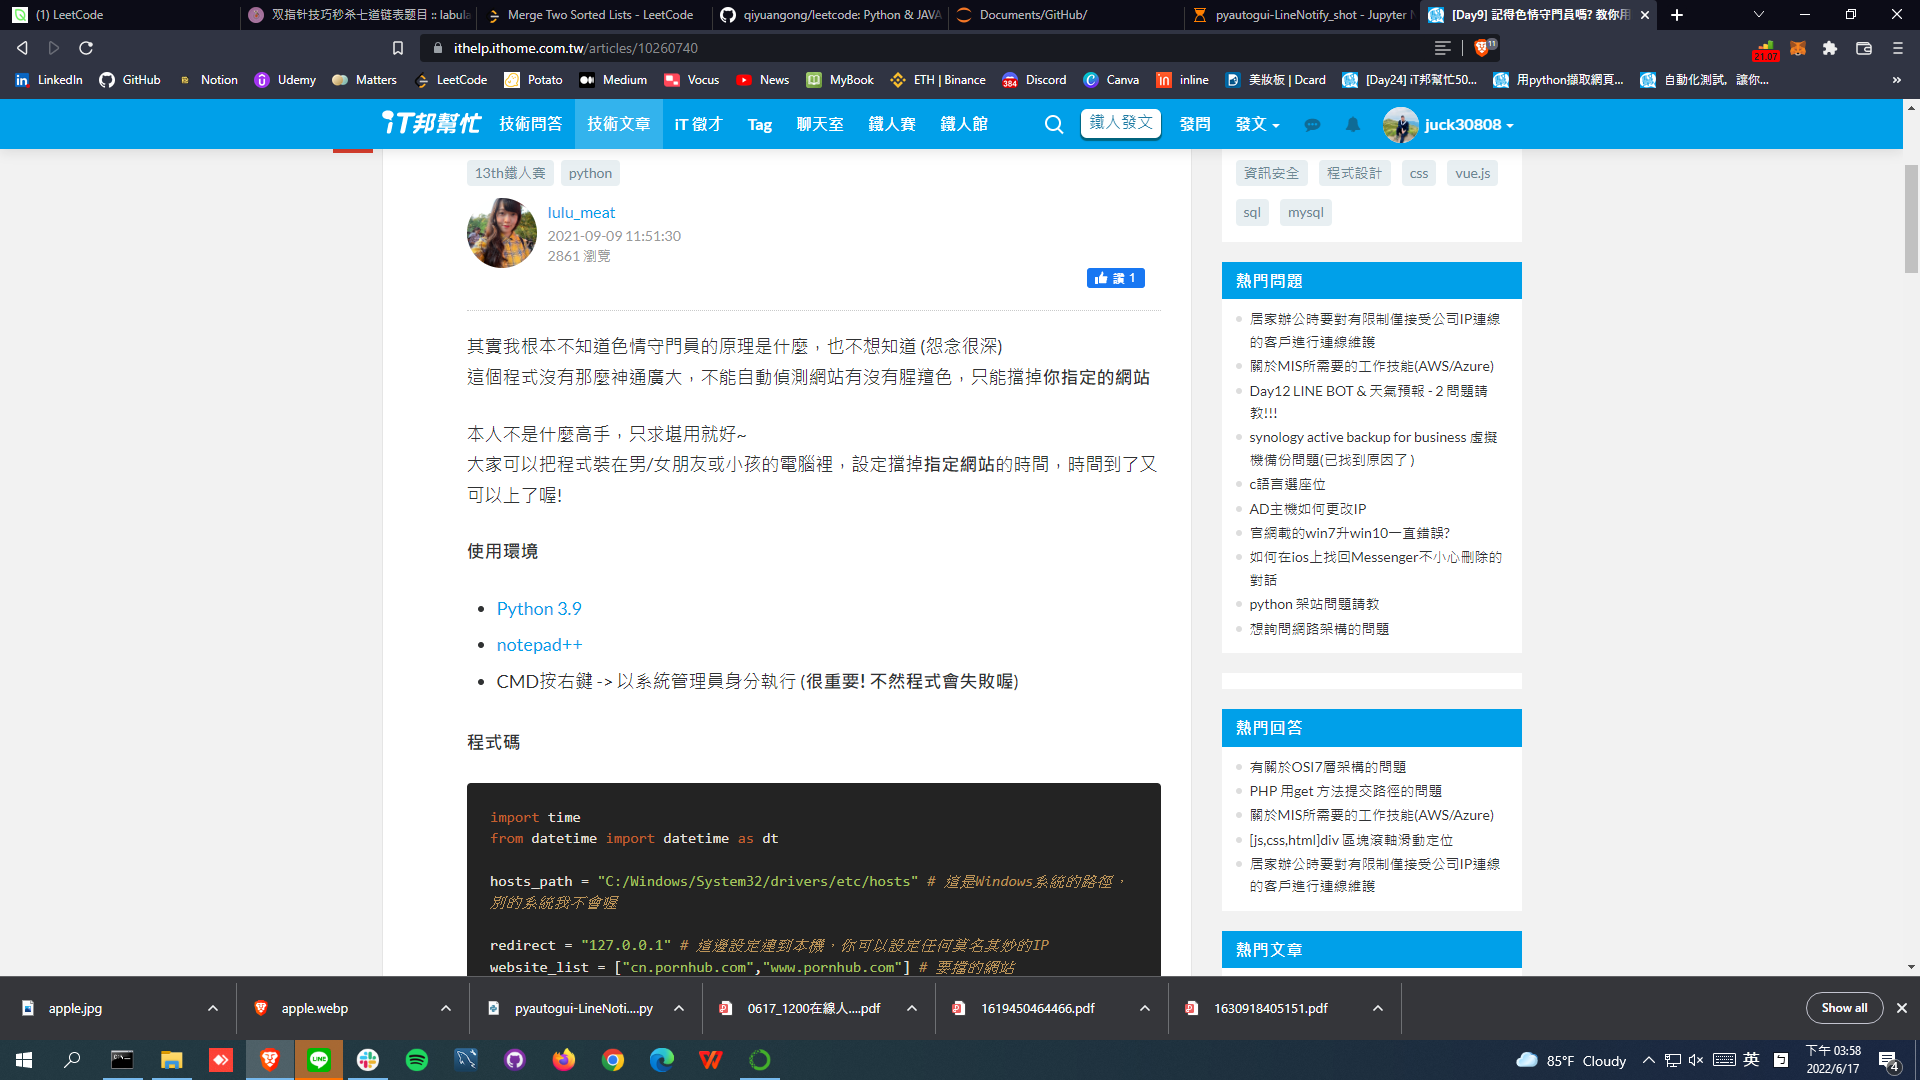 (1) LeetCode
双指针技巧秒杀七道链表题目 :: labula
Merge Two Sorted Lists - LeetCode
qiyuangong/leetcode: Python & JAVA
Documents/GitHub/
pyautogui-LineNotify_shot - Jupyter N
[Day9] 記得色情守門員嗎? 教你用
ithelp.ithome.com.tw/articles/10260740
11
21.07
LinkedIn
GitHub
Notion
Udemy
Matters
LeetCode
Potato
Medium
Vocus
News
MyBook
ETH | Binance
384
Discord
Canva
inline
美妝板 | Dcard
[Day24] iT邦幫忙50...
用python擷取網頁...
自動化測試，讓你...
»
iT邦幫忙
技術問答
技術文章
iT 徵才
Tag
聊天室
鐵人賽
鐵人館
鐵人發文
發問
發文
juck30808
13th鐵人賽
python
lulu_meat
2021-09-09 11:51:30
2861 瀏覽
讚 1
其實我根本不知道色情守門員的原理是什麼，也不想知道 (怨念很深)
這個程式沒有那麼神通廣大，不能自動偵測網站有沒有腥羶色，只能擋掉你指定的網站
本人不是什麼高手，只求堪用就好~
大家可以把程式裝在男/女朋友或小孩的電腦裡，設定擋掉指定網站的時間，時間到了又
可以上了喔!
使用環境
Python 3.9
notepad++
CMD按右鍵 -> 以系統管理員身分執行 (很重要! 不然程式會失敗喔)
程式碼
import time
from datetime import datetime as dt
hosts_path = "C:/Windows/System32/drivers/etc/hosts" # 這是Windows系統的路徑，
別的系統我不會喔
redirect = "127.0.0.1" # 這邊設定連到本機，你可以設定任何莫名其妙的IP
website_list = ["cn.pornhub.com","www.pornhub.com"] # 要擋的網站
資訊安全
程式設計
css
vue.js
sql
mysql
熱門問題
居家辦公時要對有限制僅接受公司IP連線
的客戶進行連線維護
關於MIS所需要的工作技能(AWS/Azure)
Day12 LINE BOT & 天氣預報 - 2 問題請
教!!!
synology active backup for business 虛擬
機備份問題(已找到原因了)
c語言選座位
AD主機如何更改IP
官網載的win7升win10一直錯誤?
如何在ios上找回Messenger不小心刪除的
對話
python 架站問題請教
想詢問網路架構的問題
熱門回答
有關於OSI7層架構的問題
PHP 用get 方法提交路徑的問題
關於MIS所需要的工作技能(AWS/Azure)
[js,css,html]div 區塊滾軸滑動定位
居家辦公時要對有限制僅接受公司IP連線
的客戶進行連線維護
熱門文章
apple.jpg
apple.webp
pyautogui-LineNoti....py
0617_1200在線人....pdf
1619450464466.pdf
1630918405151.pdf
Show all
85°F Cloudy
英
下午 03:58
2022/6/17
4